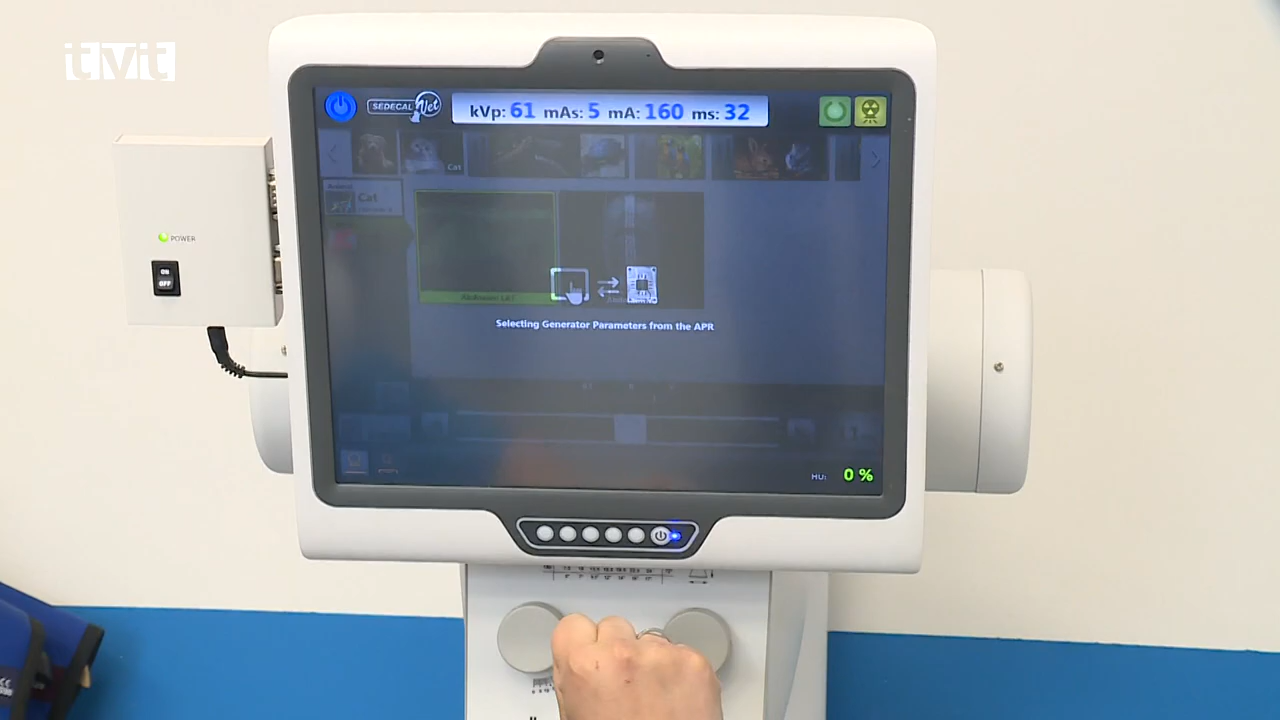 tvit
SEDECAL Vet
kVp: 61 mAs: 5 mA: 160 ms: 32
Cat
Animal
Cat
POWER
ON
OFF
Selecting Generator Parameters from the APR
HU: 0 %